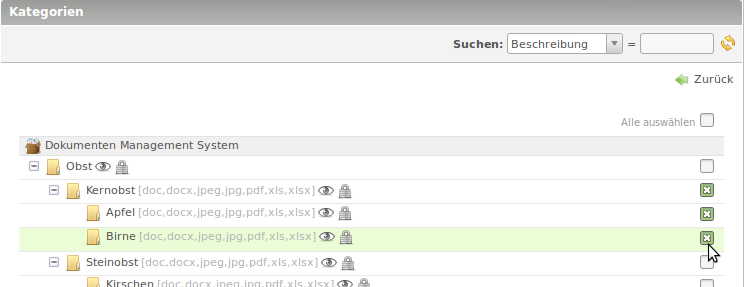 Kategorien
Suchen: Beschreibung =
Zurück
Alle auswählen
Dokumenten Management System
Obst
Kernobst [doc,docx,jpeg,jpg,pdf,xls,xlsx]
Apfel [doc,docx,jpeg,jpg,pdf,xls,xlsx]
Birne [doc,docx,jpeg,jpg,pdf,xls,xlsx]
Steinobst [doc,docx,jpeg,jpg,pdf,xls,xlsx]
Kirschen [doc,docx,jpeg,jpg,pdf,xls,xlsx]